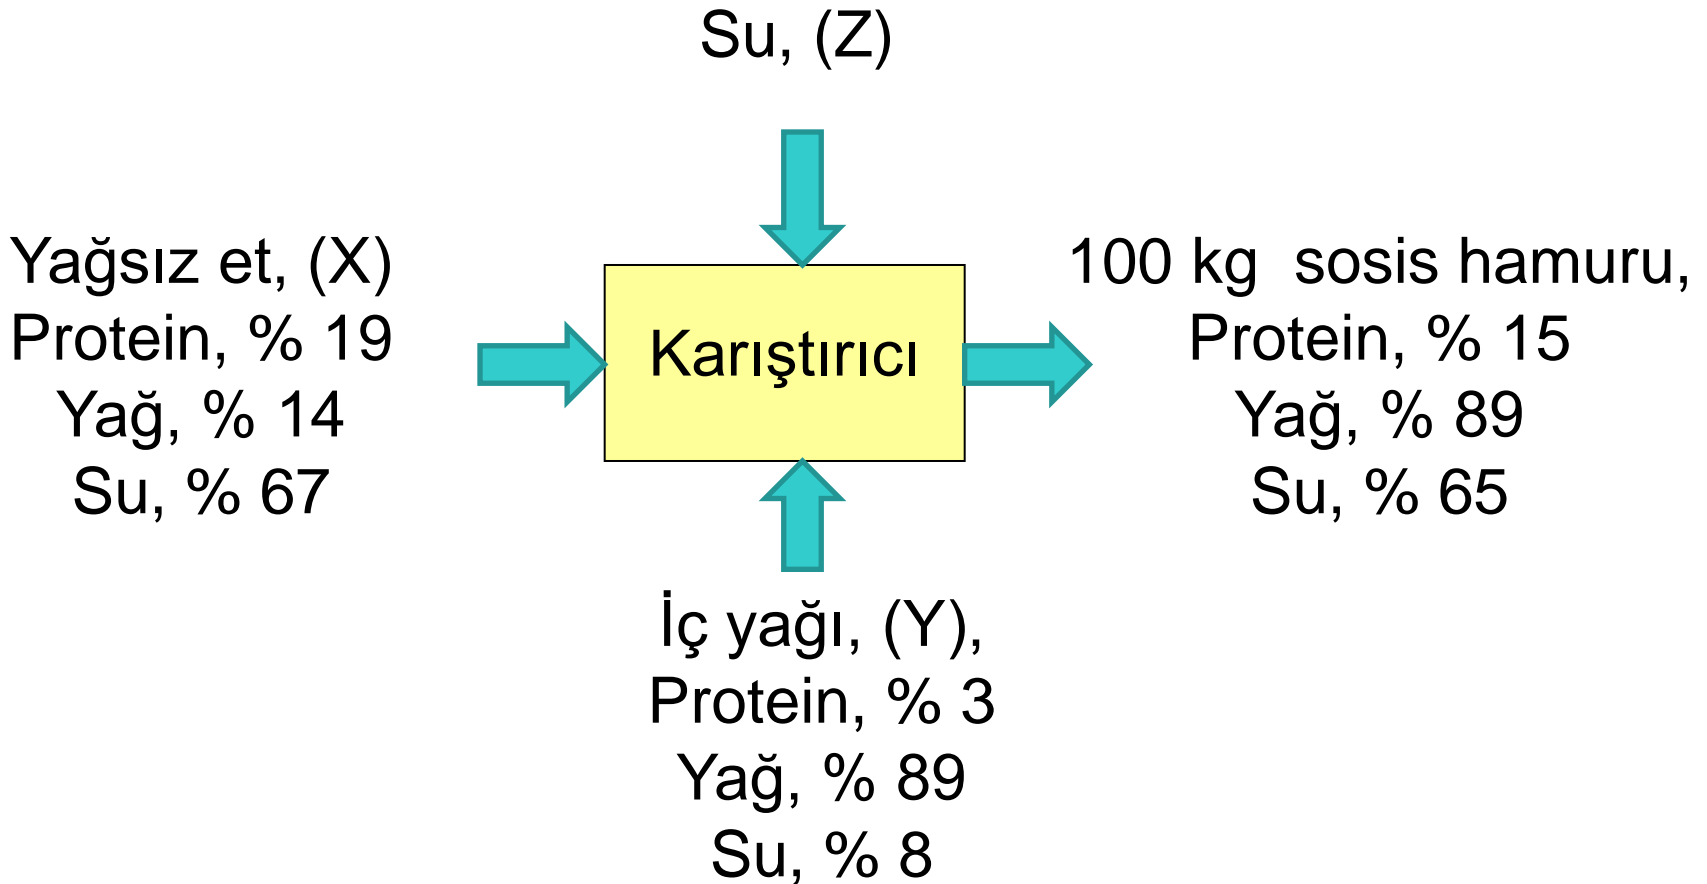 Su, (Z)
Yağsız et, (X)
Protein, % 19
Yağ, % 14
Su, % 67
Karıştırıcı
100 kg  sosis hamuru,
Protein, % 15
Yağ, % 89
Su, % 65
İç yağı, (Y),
Protein, % 3
Yağ, % 89
Su, % 8